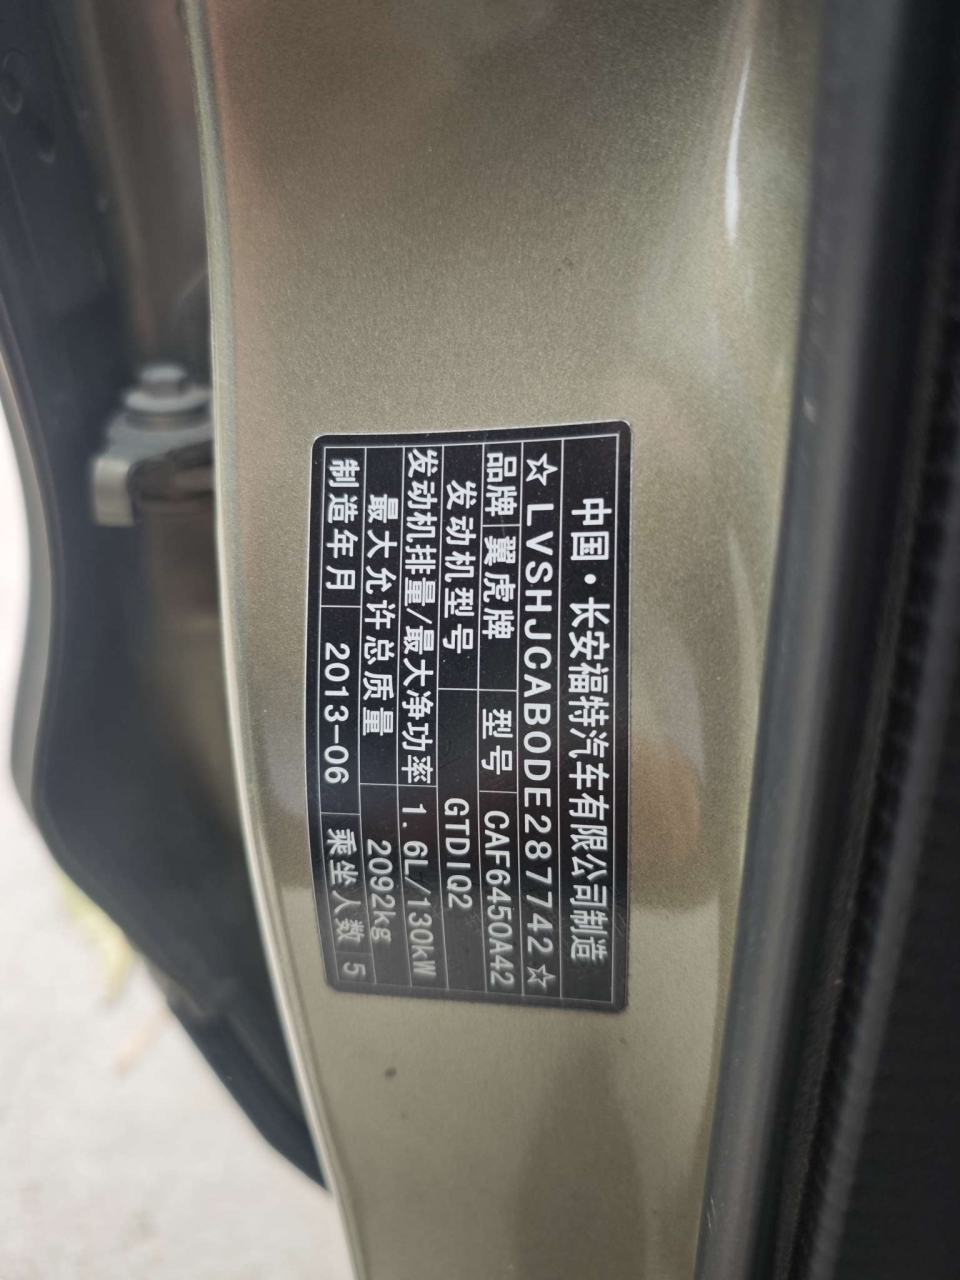 中国·长安福特汽车有限公司制造
☆LVSHJCAB0DE287742☆
品牌 翼虎牌 型号 CAF6450A42
发动机型号 GTDIQ2
发动机排量/最大净功率 1.6L/130kW
最大允许总质量 2092kg
制造年月 2013-06 乘坐人数 5